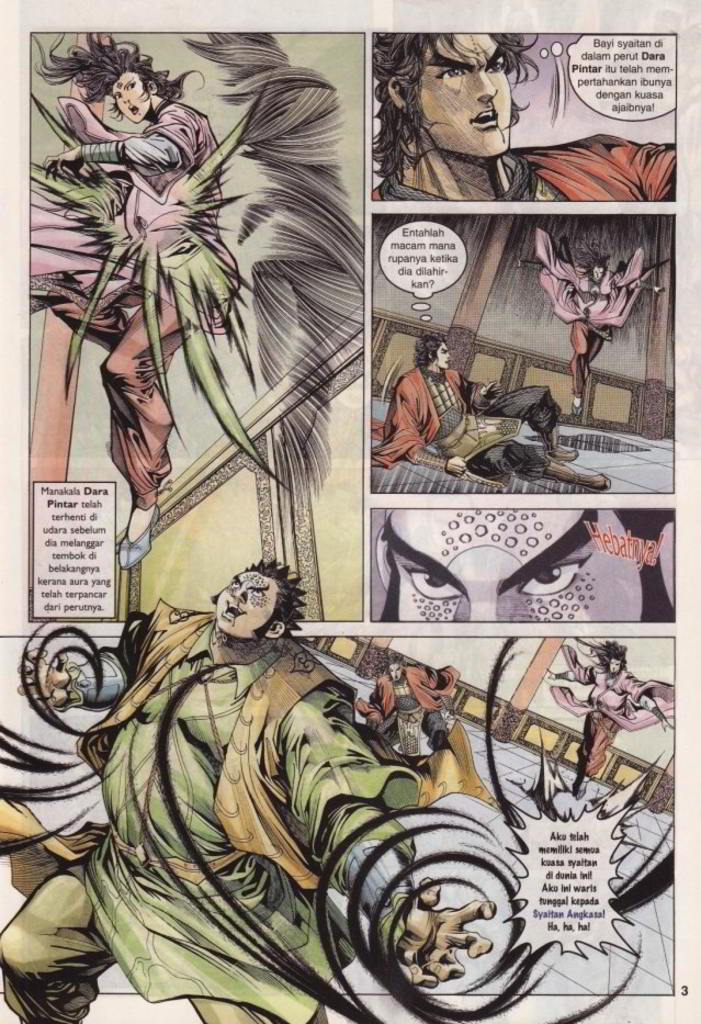 Manakala Dara
Pintar telah
terhenti di
udara sebelum
dia melanggar
tembok di
belakangnya
kerana aura yang
telah terpancar
dari perutnya.
Bayi syaitan di
dalam perut Dara
Pintar itu telah mem-
pertahankan ibunya
dengan kuasa
ajaibnya!
Entahlah
macam mana
rupanya ketika
dia dilahir-
kan?
Hebatnya!
Aku telah
memiliki semua
kuasa syaitan
di dunia ini!
Aku ini waris
tunggal kepada
Syaitan Angkasa!
Ha, ha, ha!
3